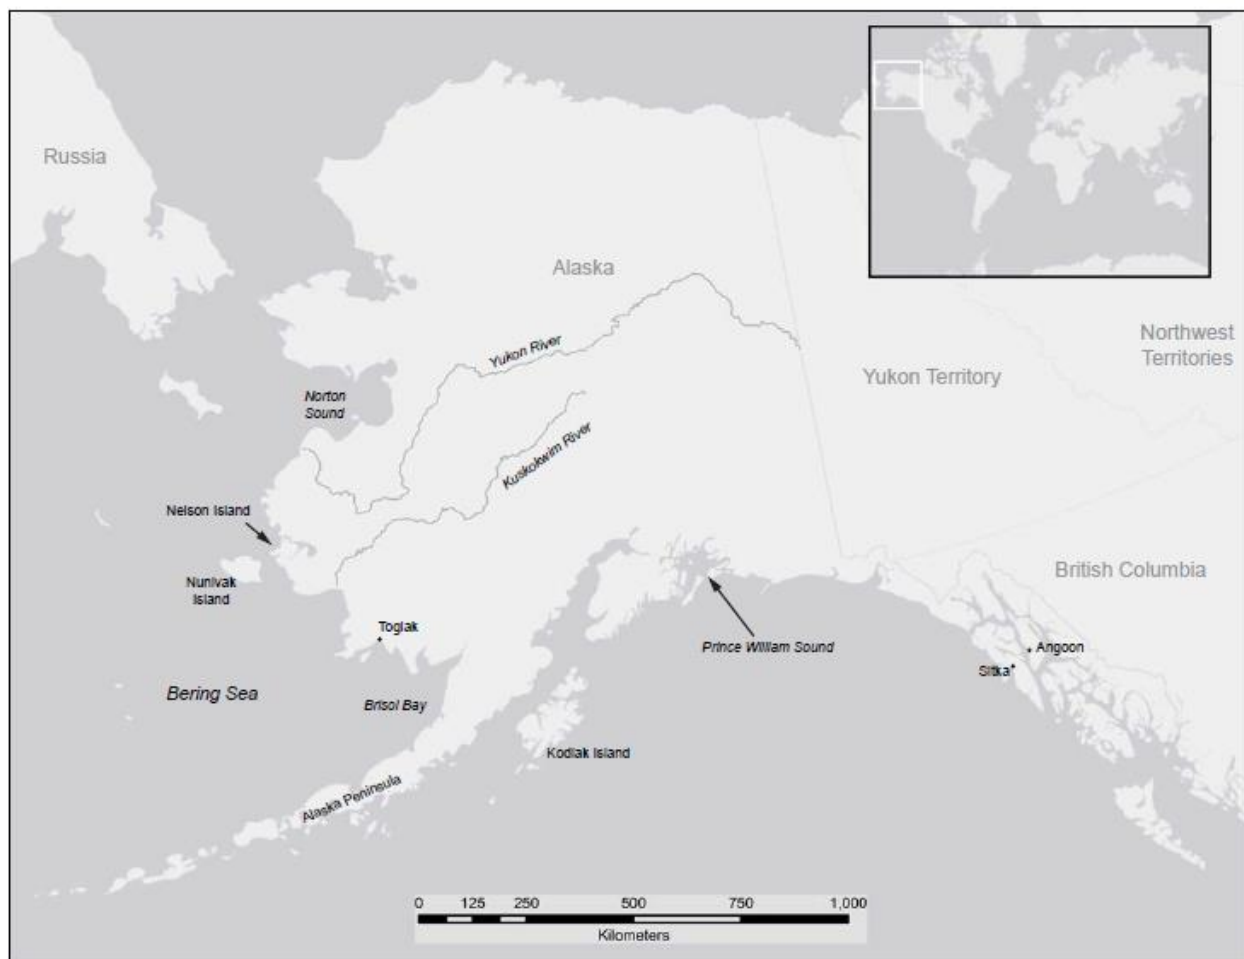 Russia
Alaska
Northwest
Territories
Yukon River
Yukon Territory
Norton
Sound
Kuskokwim River
Nelson Island
British Columbia
Nunivak
Island
Togiak
Prince William Sound
Angoon
Sitka
Bering Sea
Brisol Bay
Kodiak Island
Alaska Peninsula
0 125 250 500 750 1,000
Kilometers